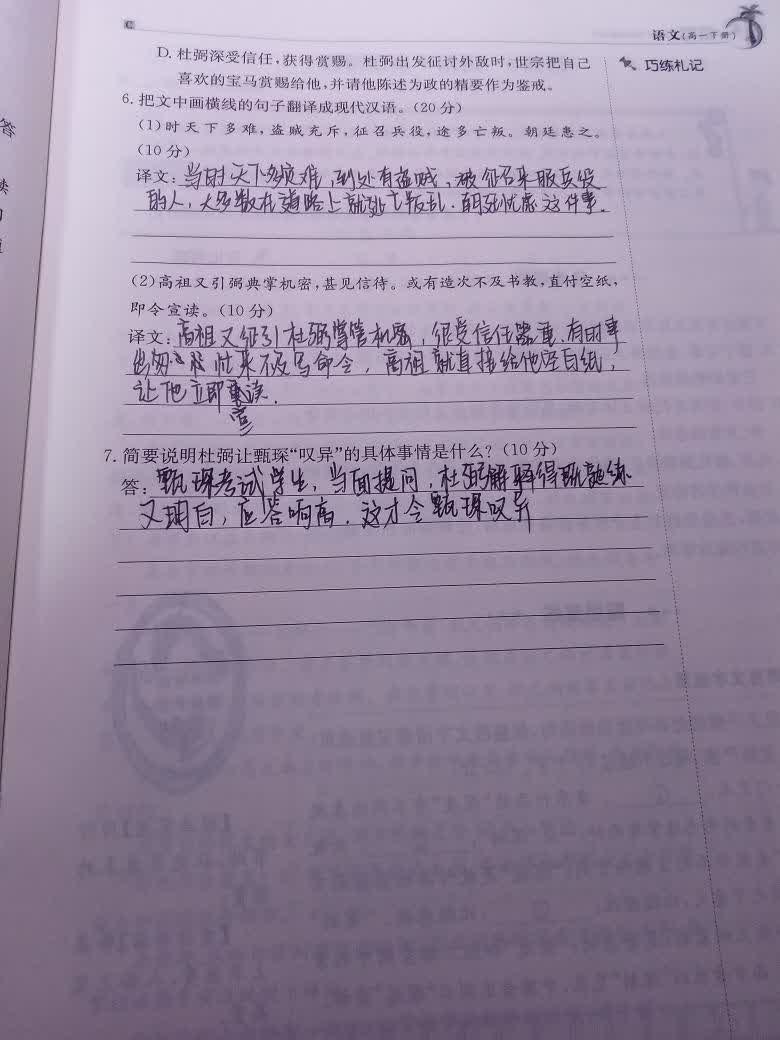 C
语文(高一下册)
D. 杜弼深受信任,获得赏赐。杜弼出发征讨外敌时,世宗把自己
喜欢的宝马赏赐给他,并请他陈述为政的精要作为鉴戒。
巧练札记
6. 把文中画横线的句子翻译成现代汉语。(20分)
(1)时天下多难,盗贼充斥,征召兵役,途多亡叛。朝廷患之。
(10分)
译文:当时天下多灾难,到处有盗贼,被征召来服兵役
的人,大多数在道路上就逃亡叛乱.朝廷忧虑这件事.
(2)高祖又引弼典掌机密,甚见信待。或有造次不及书教,直付空纸,
即令宣读。(10分)
译文:高祖又征引杜弼掌管机密,很受信任器重.有时事
出匆忙来不及写命令,高祖就直接给他空白纸,
让他立即宣读.
7. 简要说明杜弼让甄琛“叹异”的具体事情是什么?(10分)
答:甄琛考试学生,当面提问,杜弼解释得既熟练
又明白,应答响高.这才令甄琛叹异
答